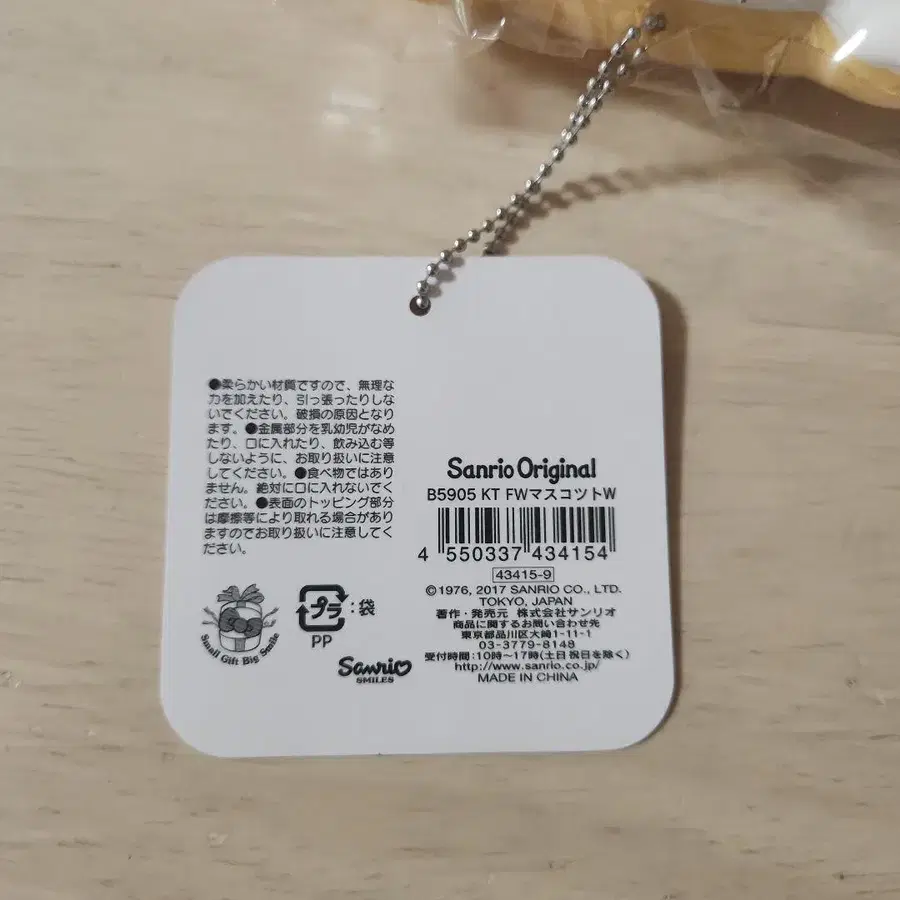 ●柔らかい材質ですので、無理な
力を加えたり、引っ張ったりしな
いでください。破損の原因となり
ます。●金属部分を乳幼児がなめ
たり、口に入れたり、飲み込む等
しないように、お取り扱いに注意
してください。●食べ物ではあり
ません。絶対に口に入れないでく
ださい。●表面のトッピング部分
は摩擦等により取れる場合があり
ますのでお取り扱いに注意してく
ださい。
Small Gift Big Smile
プラ:袋
PP
Sanrio
SMILES
Sanrio Original
B5905 KT FWマスコツトW
4 550337 434154
43415-9
©1976, 2017 SANRIO CO., LTD.
TOKYO, JAPAN
著作・発売元 株式会社サンリオ
商品に関するお問い合わせ先
東京都品川区大崎1-11-1
03-3779-8148
受付時間:10時～17時(土日祝日を除く)
http://www.sanrio.co.jp/
MADE IN CHINA